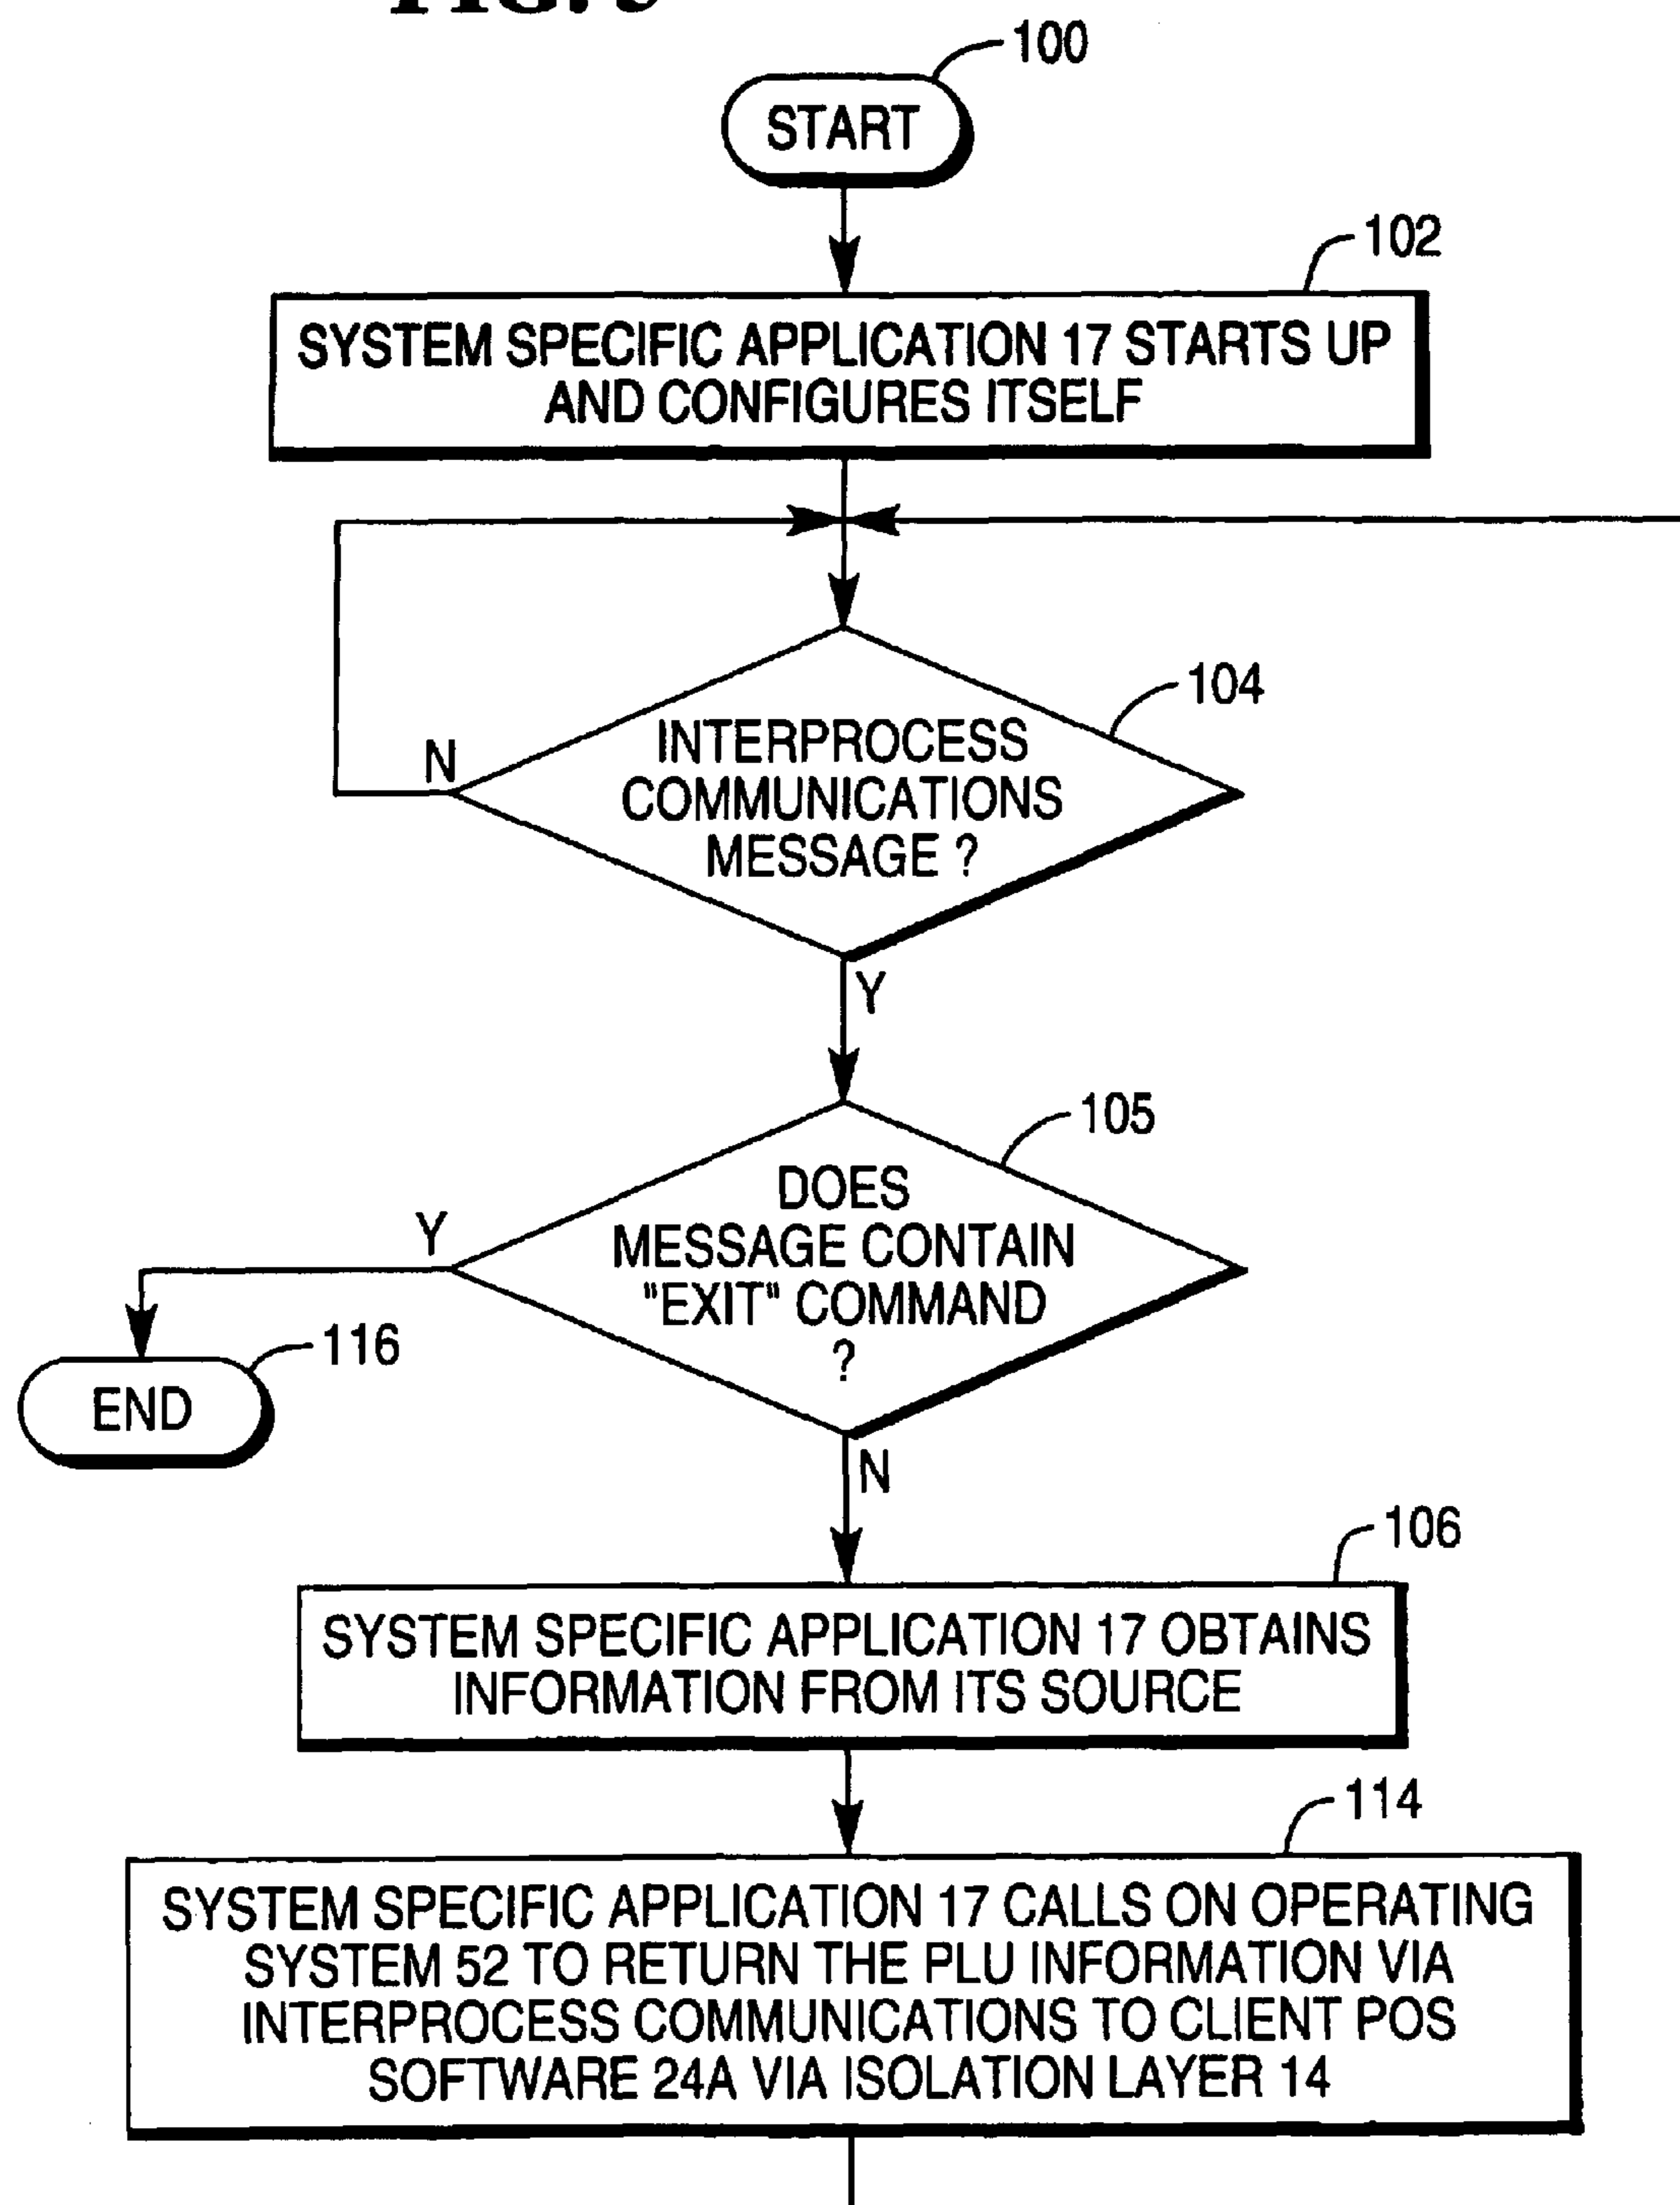 100
START
102
SYSTEM SPECIFIC APPLICATION 17 STARTS UP
AND CONFIGURES ITSELF
104
INTERPROCESS
COMMUNICATIONS
MESSAGE ?
N
Y
105
DOES
MESSAGE CONTAIN
"EXIT" COMMAND
?
Y
116
END
N
106
SYSTEM SPECIFIC APPLICATION 17 OBTAINS
INFORMATION FROM ITS SOURCE
114
SYSTEM SPECIFIC APPLICATION 17 CALLS ON OPERATING
SYSTEM 52 TO RETURN THE PLU INFORMATION VIA
INTERPROCESS COMMUNICATIONS TO CLIENT POS
SOFTWARE 24A VIA ISOLATION LAYER 14